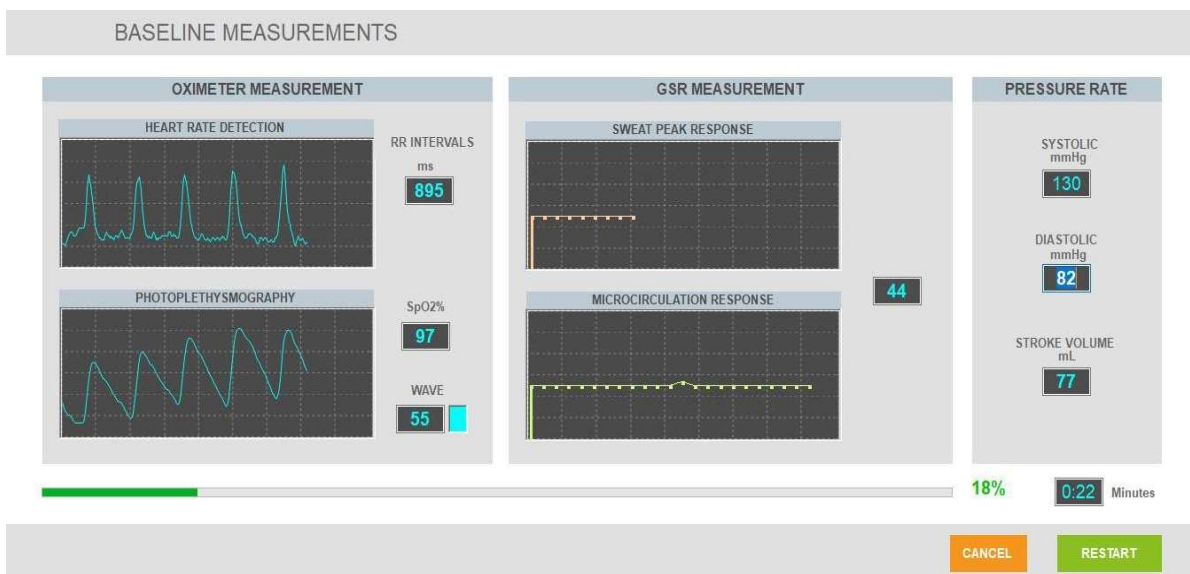 BASELINE MEASUREMENTS
OXIMETER MEASUREMENT
HEART RATE DETECTION
RR INTERVALS
ms
895
PHOTOPLETHYSMOGRAPHY
SpO2%
97
WAVE
55
GSR MEASUREMENT
SWEAT PEAK RESPONSE
MICROCIRCULATION RESPONSE
44
PRESSURE RATE
SYSTOLIC
mmHg
130
DIASTOLIC
mmHg
82
STROKE VOLUME
mL
77
18%
0:22 Minutes
CANCEL
RESTART